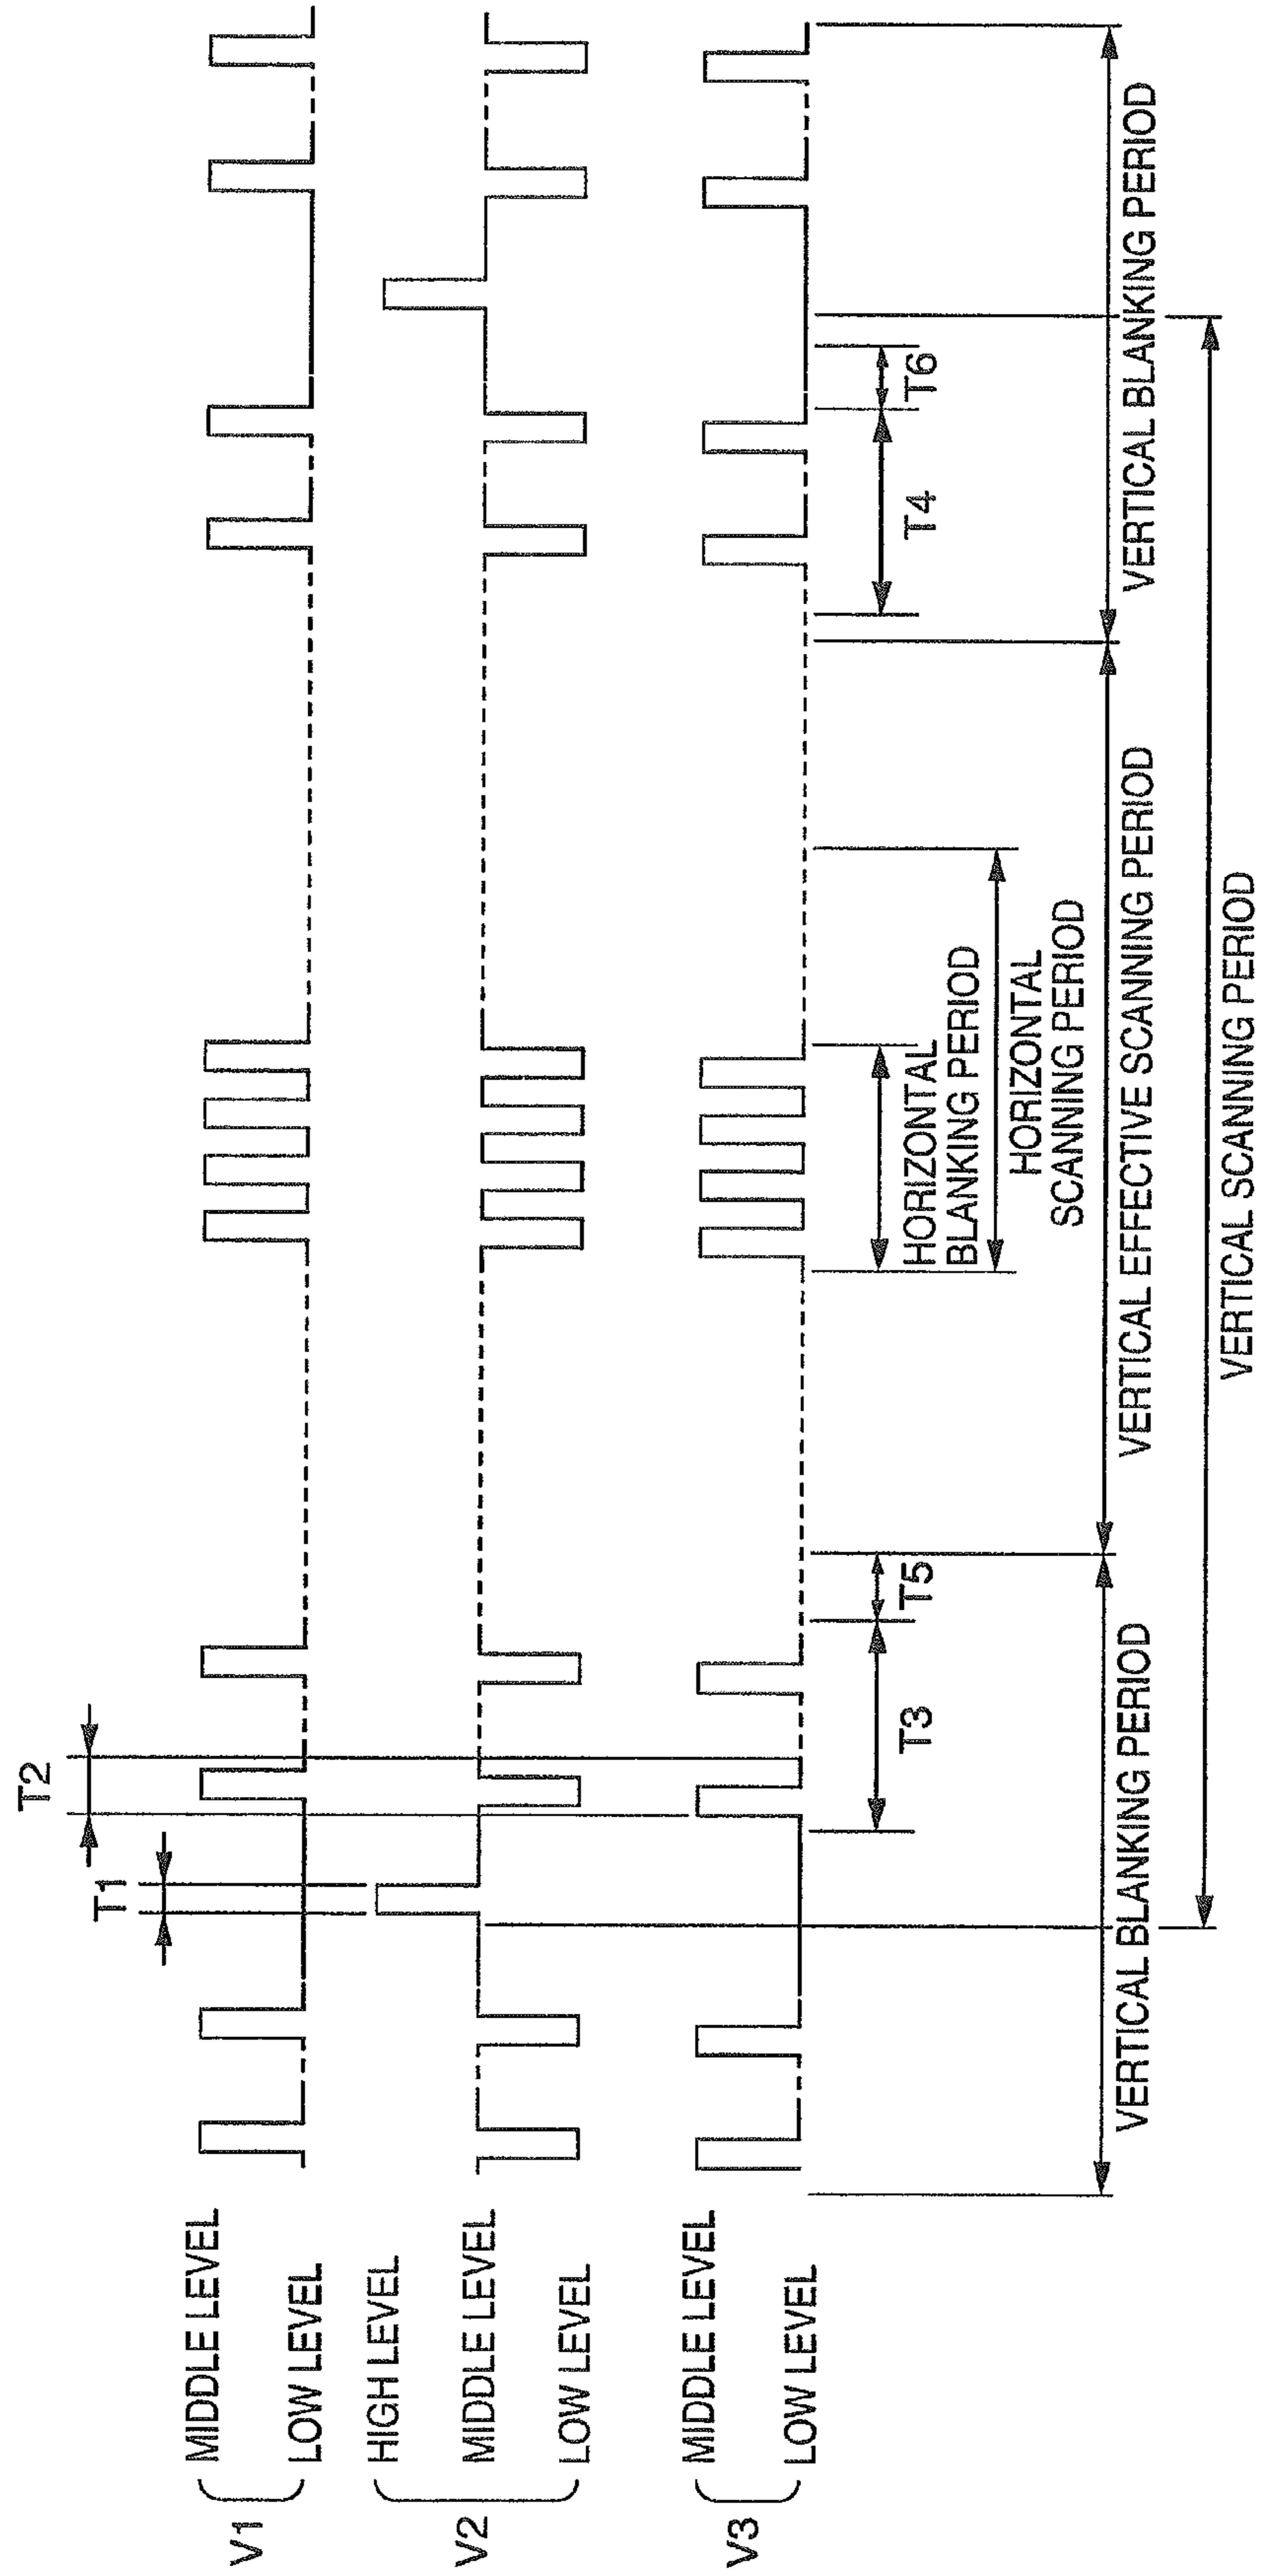 V1
MIDDLE LEVEL
LOW LEVEL
V2
HIGH LEVEL
MIDDLE LEVEL
LOW LEVEL
V3
MIDDLE LEVEL
LOW LEVEL
T1
T2
T3
T5
T4
T6
HORIZONTAL
BLANKING PERIOD
HORIZONTAL
SCANNING PERIOD
VERTICAL BLANKING PERIOD
VERTICAL EFFECTIVE SCANNING PERIOD
VERTICAL BLANKING PERIOD
VERTICAL SCANNING PERIOD